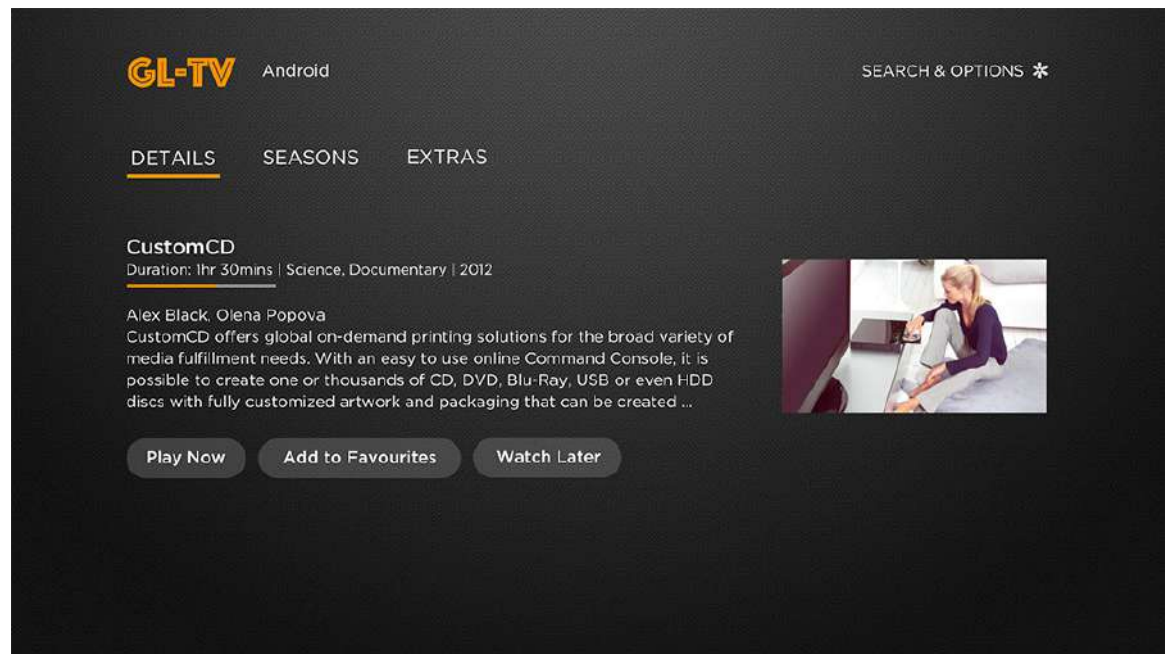 GL-TV Android SEARCH & OPTIONS *
DETAILS SEASONS EXTRAS
CustomCD
Duration: 1hr 30mins | Science, Documentary | 2012
Alex Black, Olena Popova
CustomCD offers global on-demand printing solutions for the broad variety of
media fulfillment needs. With an easy to use online Command Console, it is
possible to create one or thousands of CD, DVD, Blu-Ray, USB or even HDD
discs with fully customized artwork and packaging that can be created ...
Play Now Add to Favourites Watch Later